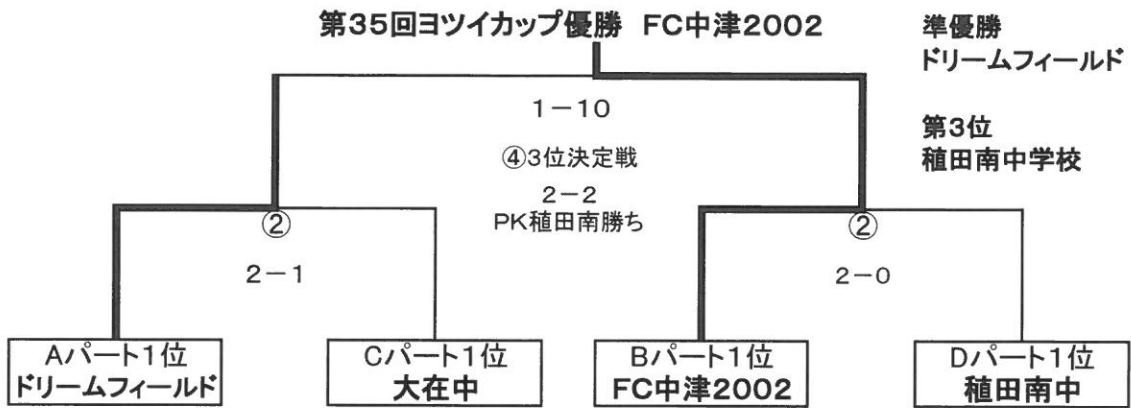 第35回ヨツイカップ優勝 FC中津2002
準優勝
ドリームフィールド
1-10
第3位
稙田南中学校
④3位決定戦
2-2
PK稙田南勝ち
②
②
2-1
2-0
Aパート1位
ドリームフィールド
Cパート1位
大在中
Bパート1位
FC中津2002
Dパート1位
稙田南中